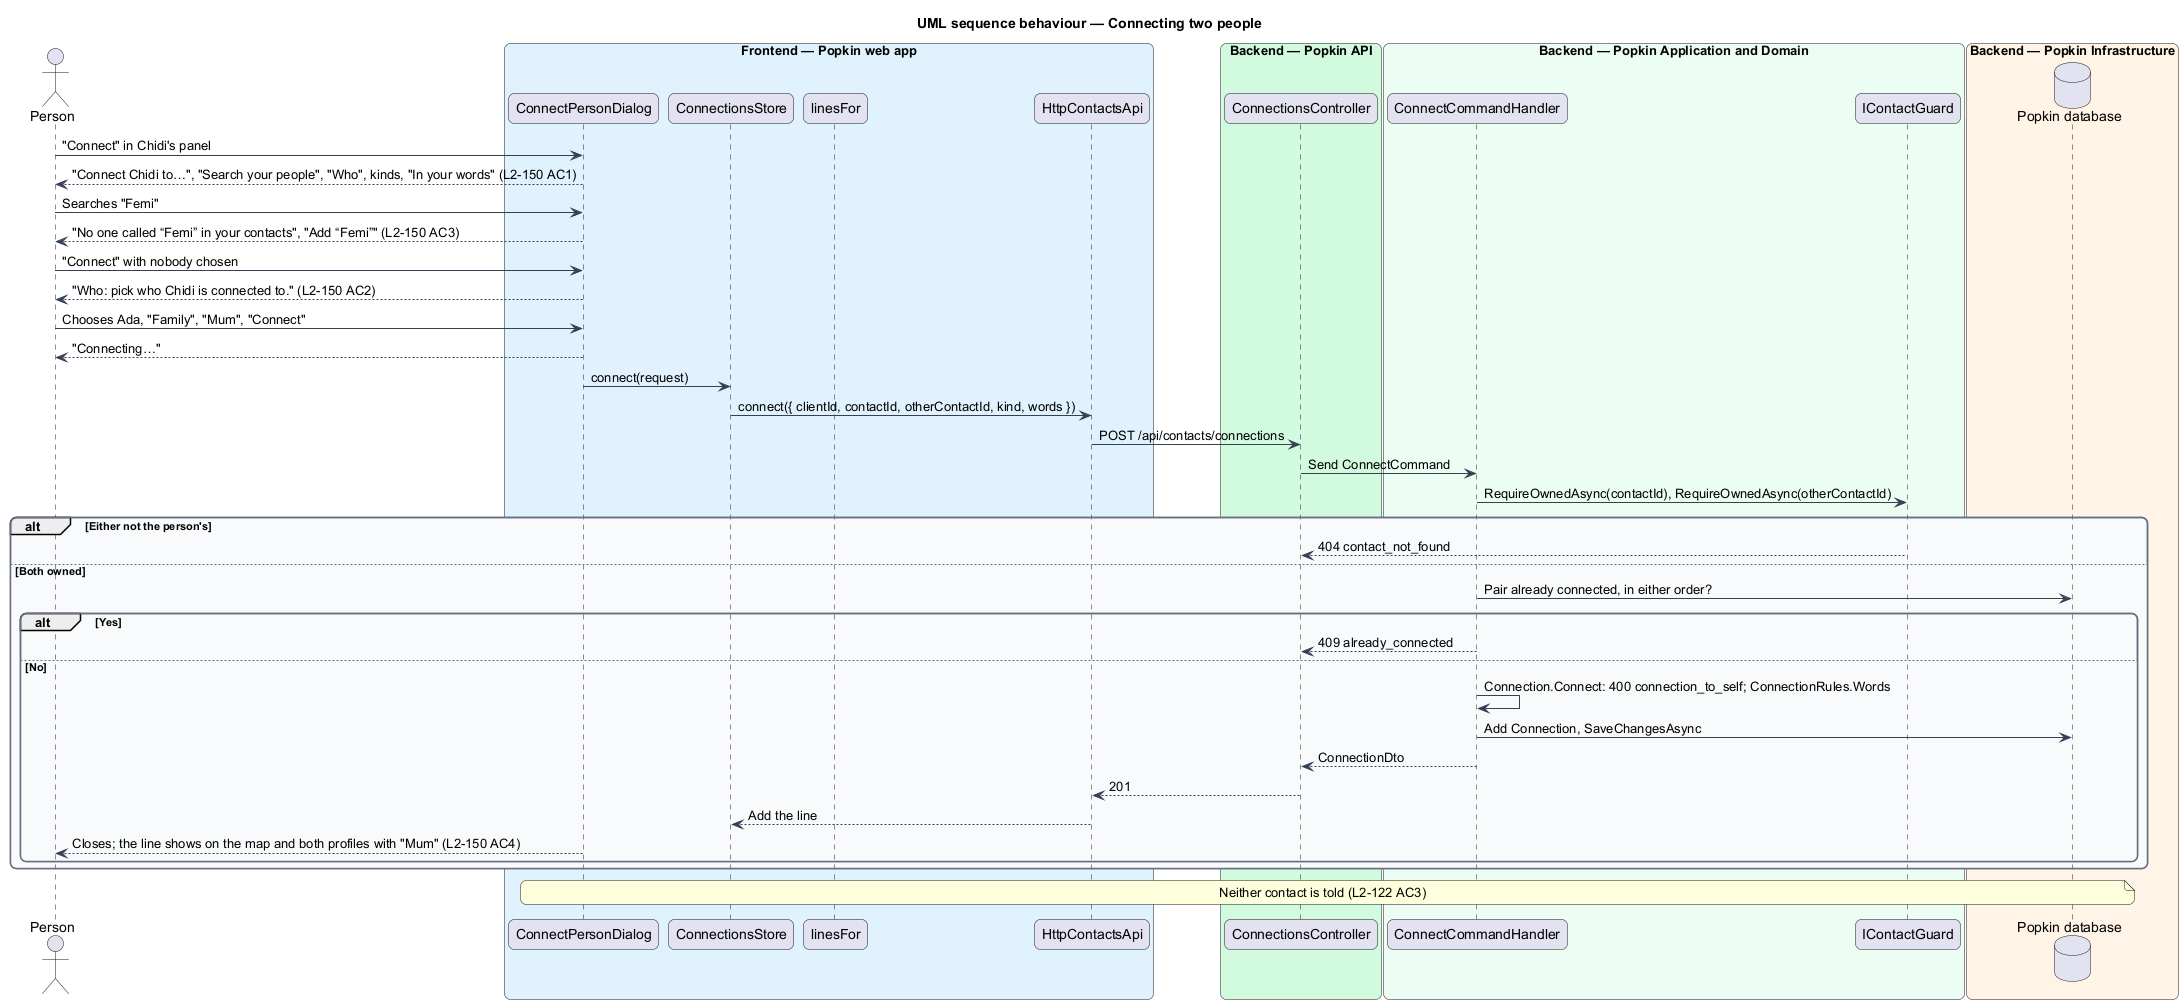 UML sequence behaviour — Connecting two people
Frontend — Popkin web app
Backend — Popkin API
Backend — Popkin Application and Domain
Backend — Popkin Infrastructure
Person
ConnectPersonDialog
ConnectionsStore
linesFor
HttpContactsApi
ConnectionsController
ConnectCommandHandler
IContactGuard
Popkin database
"Connect" in Chidi's panel
"Connect Chidi to…", "Search your people", "Who", kinds, "In your words" (L2-150 AC1)
Searches "Femi"
"No one called “Femi” in your contacts", "Add “Femi”" (L2-150 AC3)
"Connect" with nobody chosen
"Who: pick who Chidi is connected to." (L2-150 AC2)
Chooses Ada, "Family", "Mum", "Connect"
"Connecting…"
connect(request)
connect({ clientId, contactId, otherContactId, kind, words })
POST /api/contacts/connections
Send ConnectCommand
RequireOwnedAsync(contactId), RequireOwnedAsync(otherContactId)
alt [Either not the person's]
404 contact_not_found
[Both owned]
Pair already connected, in either order?
alt [Yes]
409 already_connected
[No]
Connection.Connect: 400 connection_to_self; ConnectionRules.Words
Add Connection, SaveChangesAsync
ConnectionDto
201
Add the line
Closes; the line shows on the map and both profiles with "Mum" (L2-150 AC4)
Neither contact is told (L2-122 AC3)
Person
ConnectPersonDialog
ConnectionsStore
linesFor
HttpContactsApi
ConnectionsController
ConnectCommandHandler
IContactGuard
Popkin database